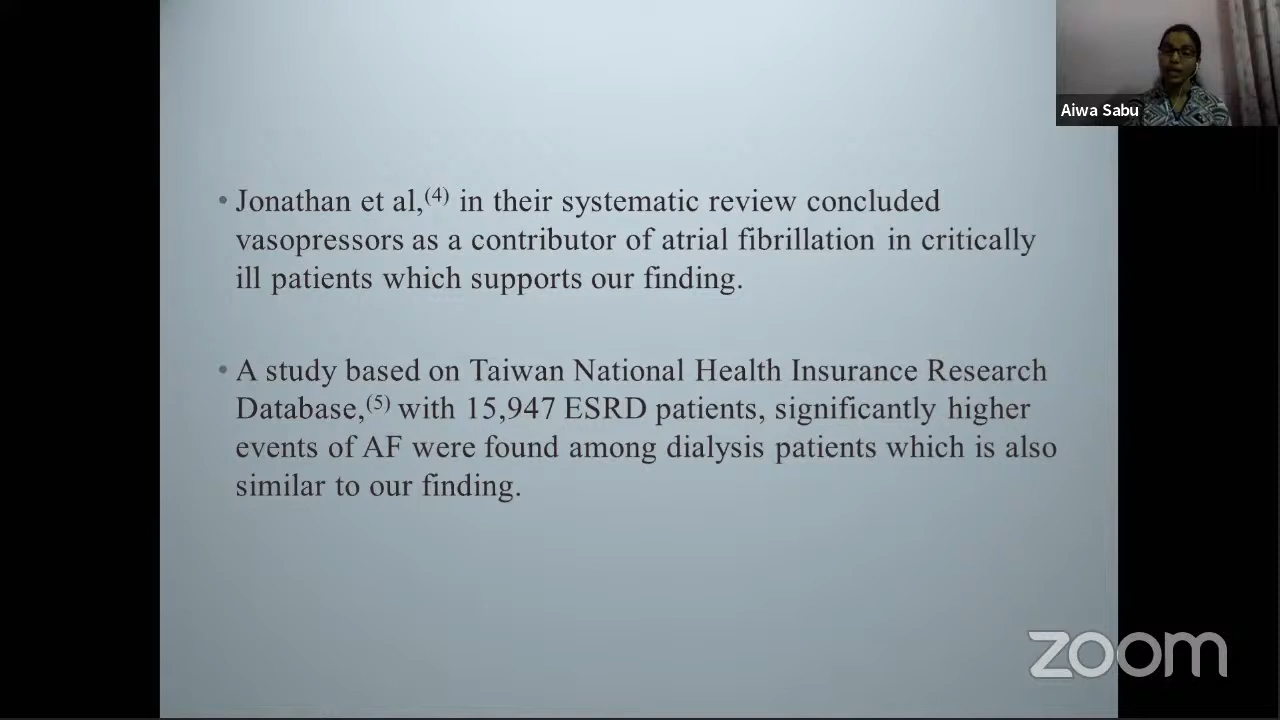 Aiwa Sabu
• Jonathan et al,(4) in their systematic review concluded
vasopressors as a contributor of atrial fibrillation in critically
ill patients which supports our finding.
• A study based on Taiwan National Health Insurance Research
Database,(5) with 15,947 ESRD patients, significantly higher
events of AF were found among dialysis patients which is also
similar to our finding.
zoom